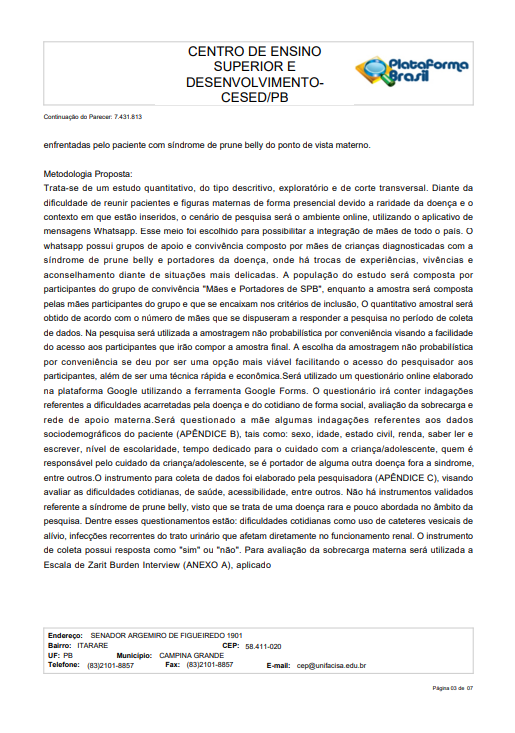 CENTRO DE ENSINO
SUPERIOR E
DESENVOLVIMENTO-
CESED/PB
Plataforma
Brasil
Continuação do Parecer: 7.431.813
enfrentadas pelo paciente com síndrome de prune belly do ponto de vista materno.
Metodologia Proposta:
Trata-se de um estudo quantitativo, do tipo descritivo, exploratório e de corte transversal. Diante da
dificuldade de reunir pacientes e figuras maternas de forma presencial devido a raridade da doença e o
contexto em que estão inseridos, o cenário de pesquisa será o ambiente online, utilizando o aplicativo de
mensagens Whatsapp. Esse meio foi escolhido para possibilitar a integração de mães de todo o país. O
whatsapp possui grupos de apoio e convivência composto por mães de crianças diagnosticadas com a
síndrome de prune belly e portadores da doença, onde há trocas de experiências, vivências e
aconselhamento diante de situações mais delicadas. A população do estudo será composta por
participantes do grupo de convivência "Mães e Portadores de SPB", enquanto a amostra será composta
pelas mães participantes do grupo e que se encaixam nos critérios de inclusão, O quantitativo amostral será
obtido de acordo com o número de mães que se dispuseram a responder a pesquisa no período de coleta
de dados. Na pesquisa será utilizada a amostragem não probabilística por conveniência visando a facilidade
do acesso aos participantes que irão compor a amostra final. A escolha da amostragem não probabilística
por conveniência se deu por ser uma opção mais viável facilitando o acesso do pesquisador aos
participantes, além de ser uma técnica rápida e econômica.Será utilizado um questionário online elaborado
na plataforma Google utilizando a ferramenta Google Forms. O questionário irá conter indagações
referentes a dificuldades acarretadas pela doença e do cotidiano de forma social, avaliação da sobrecarga e
rede de apoio materna.Será questionado a mãe algumas indagações referentes aos dados
sociodemográficos do paciente (APÊNDICE B), tais como: sexo, idade, estado civil, renda, saber ler e
escrever, nível de escolaridade, tempo dedicado para o cuidado com a criança/adolescente, quem é
responsável pelo cuidado da criança/adolescente, se é portador de alguma outra doença fora a sindrome,
entre outros.O instrumento para coleta de dados foi elaborado pela pesquisadora (APÊNDICE C), visando
avaliar as dificuldades cotidianas, de saúde, acessibilidade, entre outros. Não há instrumentos validados
referente a síndrome de prune belly, visto que se trata de uma doença rara e pouco abordada no âmbito da
pesquisa. Dentre esses questionamentos estão: dificuldades cotidianas como uso de cateteres vesicais de
alívio, infecções recorrentes do trato urinário que afetam diretamente no funcionamento renal. O instrumento
de coleta possui resposta como "sim" ou "não". Para avaliação da sobrecarga materna será utilizada a
Escala de Zarit Burden Interview (ANEXO A), aplicado
Endereço: SENADOR ARGEMIRO DE FIGUEIREDO 1901
Bairro: ITARARE CEP: 58.411-020
UF: PB Município: CAMPINA GRANDE
Telefone: (83)2101-8857 Fax: (83)2101-8857 E-mail: cep@unifacisa.edu.br
Página 03 de 07